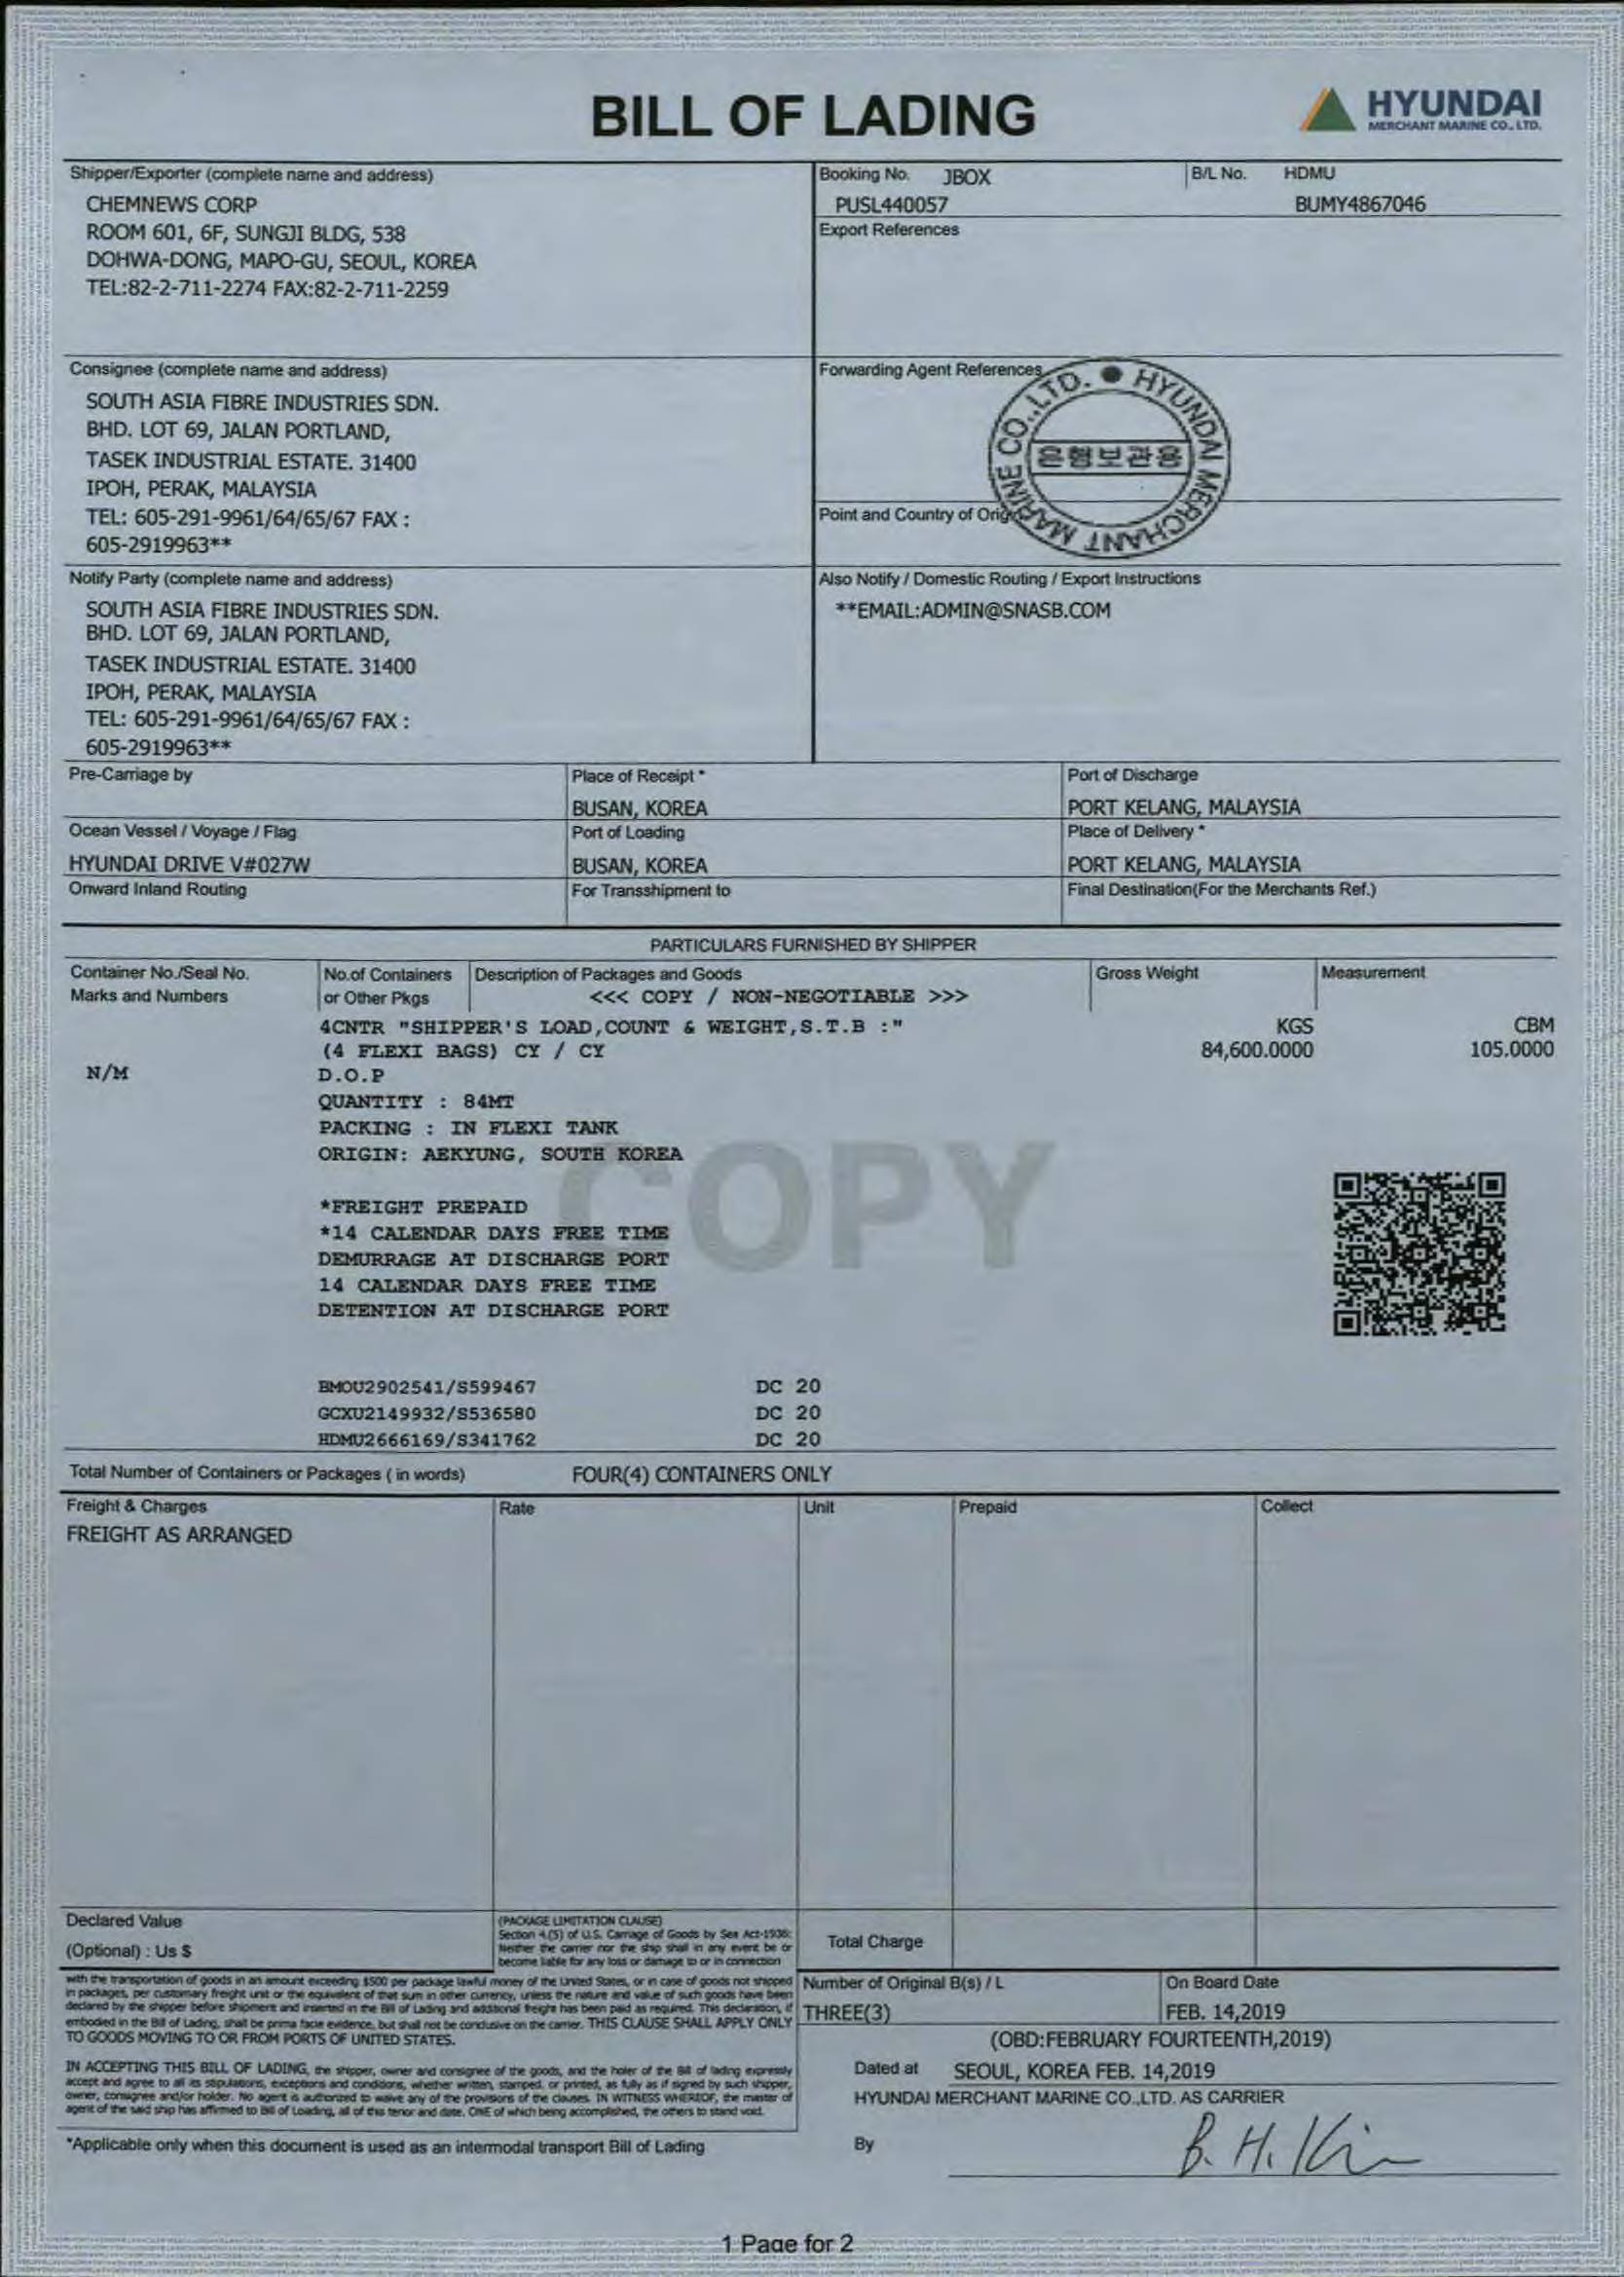 BILL OF LADING
HYUNDAI
MERCHANT MARINE CO., LTD.
Shipper/Exporter (complete name and address)
CHEMNEWS CORP
ROOM 601, 6F, SUNGJI BLDG, 538
DOHWA-DONG, MAPO-GU, SEOUL, KOREA
TEL:82-2-711-2274 FAX:82-2-711-2259
Booking No. JBOX
PUSL440057
B/L No. HDMU
BUMY4867046
Export References
Consignee (complete name and address)
SOUTH ASIA FIBRE INDUSTRIES SDN.
BHD. LOT 69, JALAN PORTLAND,
TASEK INDUSTRIAL ESTATE. 31400
IPOH, PERAK, MALAYSIA
TEL: 605-291-9961/64/65/67 FAX :
605-2919963**
Forwarding Agent References
HYUNDAI MERCHANT MARINE CO.,LTD.
은행보관용
Point and Country of Orig
Notify Party (complete name and address)
SOUTH ASIA FIBRE INDUSTRIES SDN.
BHD. LOT 69, JALAN PORTLAND,
TASEK INDUSTRIAL ESTATE. 31400
IPOH, PERAK, MALAYSIA
TEL: 605-291-9961/64/65/67 FAX :
605-2919963**
Also Notify / Domestic Routing / Export Instructions
**EMAIL:ADMIN@SNASB.COM
Pre-Carriage by
Place of Receipt *
BUSAN, KOREA
Port of Discharge
PORT KELANG, MALAYSIA
Ocean Vessel / Voyage / Flag
HYUNDAI DRIVE V#027W
Port of Loading
BUSAN, KOREA
Place of Delivery *
PORT KELANG, MALAYSIA
Onward Inland Routing
For Transshipment to
Final Destination(For the Merchants Ref.)
PARTICULARS FURNISHED BY SHIPPER
Container No./Seal No.
Marks and Numbers
No.of Containers
or Other Pkgs
Description of Packages and Goods
<<< COPY / NON-NEGOTIABLE >>>
Gross Weight
Measurement
4CNTR "SHIPPER'S LOAD,COUNT & WEIGHT,S.T.B :"
KGS
CBM
(4 FLEXI BAGS) CY / CY
84,600.0000
105.0000
N/M
D.O.P
QUANTITY : 84MT
PACKING : IN FLEXI TANK
ORIGIN: AEKYUNG, SOUTH KOREA
COPY
*FREIGHT PREPAID
*14 CALENDAR DAYS FREE TIME
DEMURRAGE AT DISCHARGE PORT
14 CALENDAR DAYS FREE TIME
DETENTION AT DISCHARGE PORT
BMOU2902541/S599467 DC 20
GCXU2149932/S536580 DC 20
HDMU2666169/S341762 DC 20
Total Number of Containers or Packages ( in words)
FOUR(4) CONTAINERS ONLY
Freight & Charges
Rate
Unit
Prepaid
Collect
FREIGHT AS ARRANGED
Declared Value
(Optional) : Us $
(PACKAGE LIMITATION CLAUSE)
Section 4.(5) of U.S. Carriage of Goods by Sea Act-1936:
Neither the carrier nor the ship shall in any event be or
become liable for any loss or damage to or in connection
with the transportation of goods in an amount exceeding $500 per package lawful money of the United States, or in case of goods not shipped
in packages, per customary freight unit or the equivalent of that sum in other currency, unless the nature and value of such goods have been
declared by the shipper before shipment and inserted in the Bill of Lading and additional freight has been paid as required. This declaration, if
embodied in the Bill of Lading, shall be prima facie evidence, but shall not be conclusive on the carrier. THIS CLAUSE SHALL APPLY ONLY
TO GOODS MOVING TO OR FROM PORTS OF UNITED STATES.
Total Charge
Number of Original B(s) / L
THREE(3)
On Board Date
FEB. 14,2019
(OBD:FEBRUARY FOURTEENTH,2019)
IN ACCEPTING THIS BILL OF LADING, the shipper, owner and consignee of the goods, and the holer of the Bill of lading expressly
accept and agree to all its stipulations, exceptions and conditions, whether written, stamped, or printed, as fully as if signed by such shipper,
owner, consignee and/or holder. No agent is authorized to waive any of the provisions of the clauses. IN WITNESS WHEREOF, the master of
agent of the said ship has affirmed to Bill of Loading, all of this tenor and date, ONE of which being accomplished, the others to stand void.
Dated at SEOUL, KOREA FEB. 14,2019
HYUNDAI MERCHANT MARINE CO.,LTD. AS CARRIER
*Applicable only when this document is used as an intermodal transport Bill of Lading
By
B. H. Kim
1 Page for 2